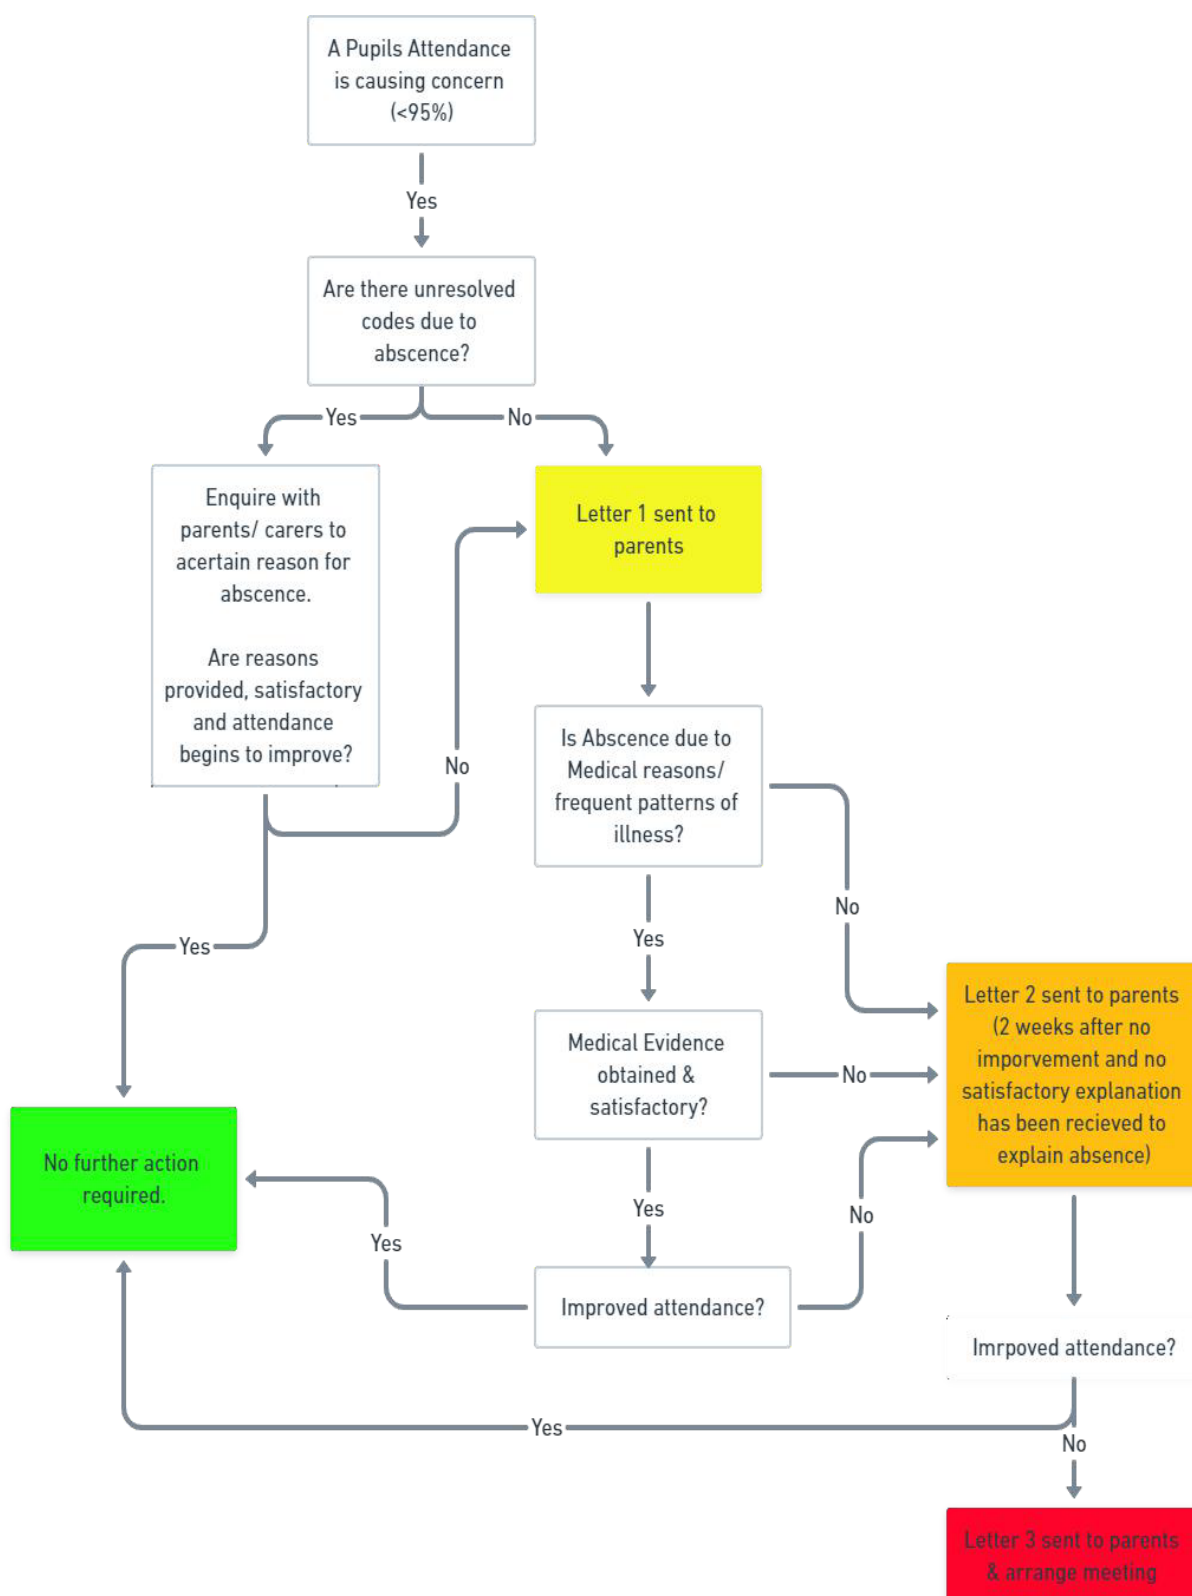 A Pupils Attendance
is causing concern
(<95%)
Yes
Are there unresolved
codes due to
abscence?
Yes
No
Enquire with
parents/ carers to
acertain reason for
abscence.
Are reasons
provided, satisfactory
and attendance
begins to improve?
Letter 1 sent to
parents
No
Is Abscence due to
Medical reasons/
frequent patterns of
illness?
No
Yes
Yes
Letter 2 sent to parents
(2 weeks after no
imporvement and no
satisfactory explanation
has been recieved to
explain absence)
Medical Evidence
obtained &
satisfactory?
No
No further action
required.
Yes
No
Yes
Improved attendance?
Imrpoved attendance?
Yes
No
Letter 3 sent to parents
& arrange meeting